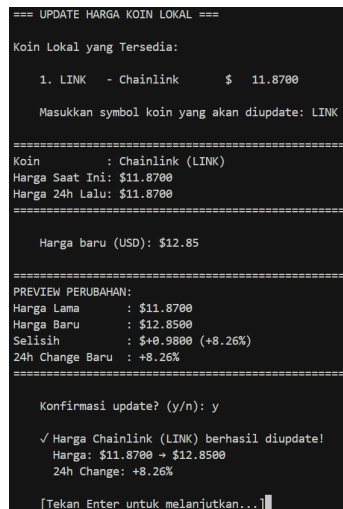 === UPDATE HARGA KOIN LOKAL ===
Koin Lokal yang Tersedia:
1. LINK - Chainlink $ 11.8700
Masukkan symbol koin yang akan diupdate: LINK
==================================================
Koin : Chainlink (LINK)
Harga Saat Ini: $11.8700
Harga 24h Lalu: $11.8700
==================================================
Harga baru (USD): $12.85
==================================================
PREVIEW PERUBAHAN:
Harga Lama : $11.8700
Harga Baru : $12.8500
Selisih : $+0.9800 (+8.26%)
24h Change Baru : +8.26%
==================================================
Konfirmasi update? (y/n): y
√ Harga Chainlink (LINK) berhasil diupdate!
Harga: $11.8700 → $12.8500
24h Change: +8.26%
[Tekan Enter untuk melanjutkan...]